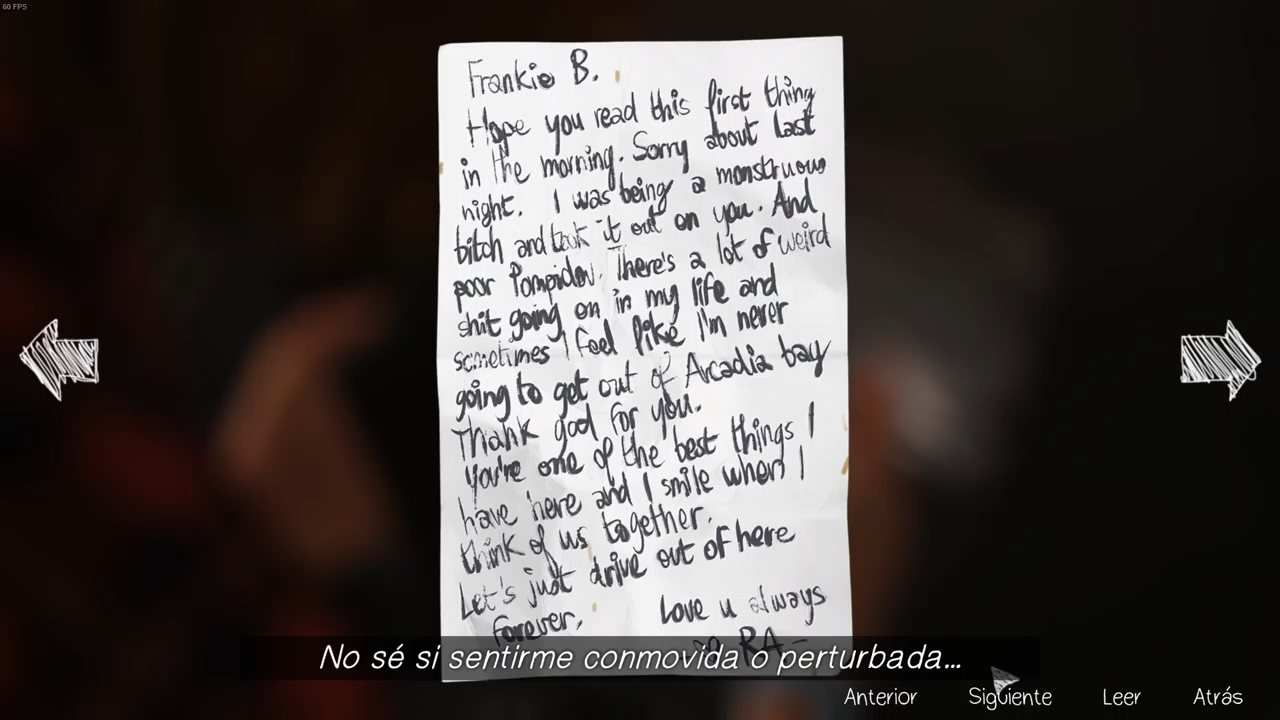 60 FPS
Frankie B.
Hope you read this first thing
in the morning. Sorry about last
night. I was being a monstruous
bitch and took it out on you. And
poor Pompidou. There's a lot of weird
shit going on in my life and
sometimes I feel like I'm never
going to get out of Arcadia bay
Thank god for you.
You're one of the best things I
have here and I smile when I
think of us together.
Let's just drive out of here
forever.
Love u always
RA-
No sé si sentirme conmovida o perturbada...
Anterior Siguiente Leer Atrás